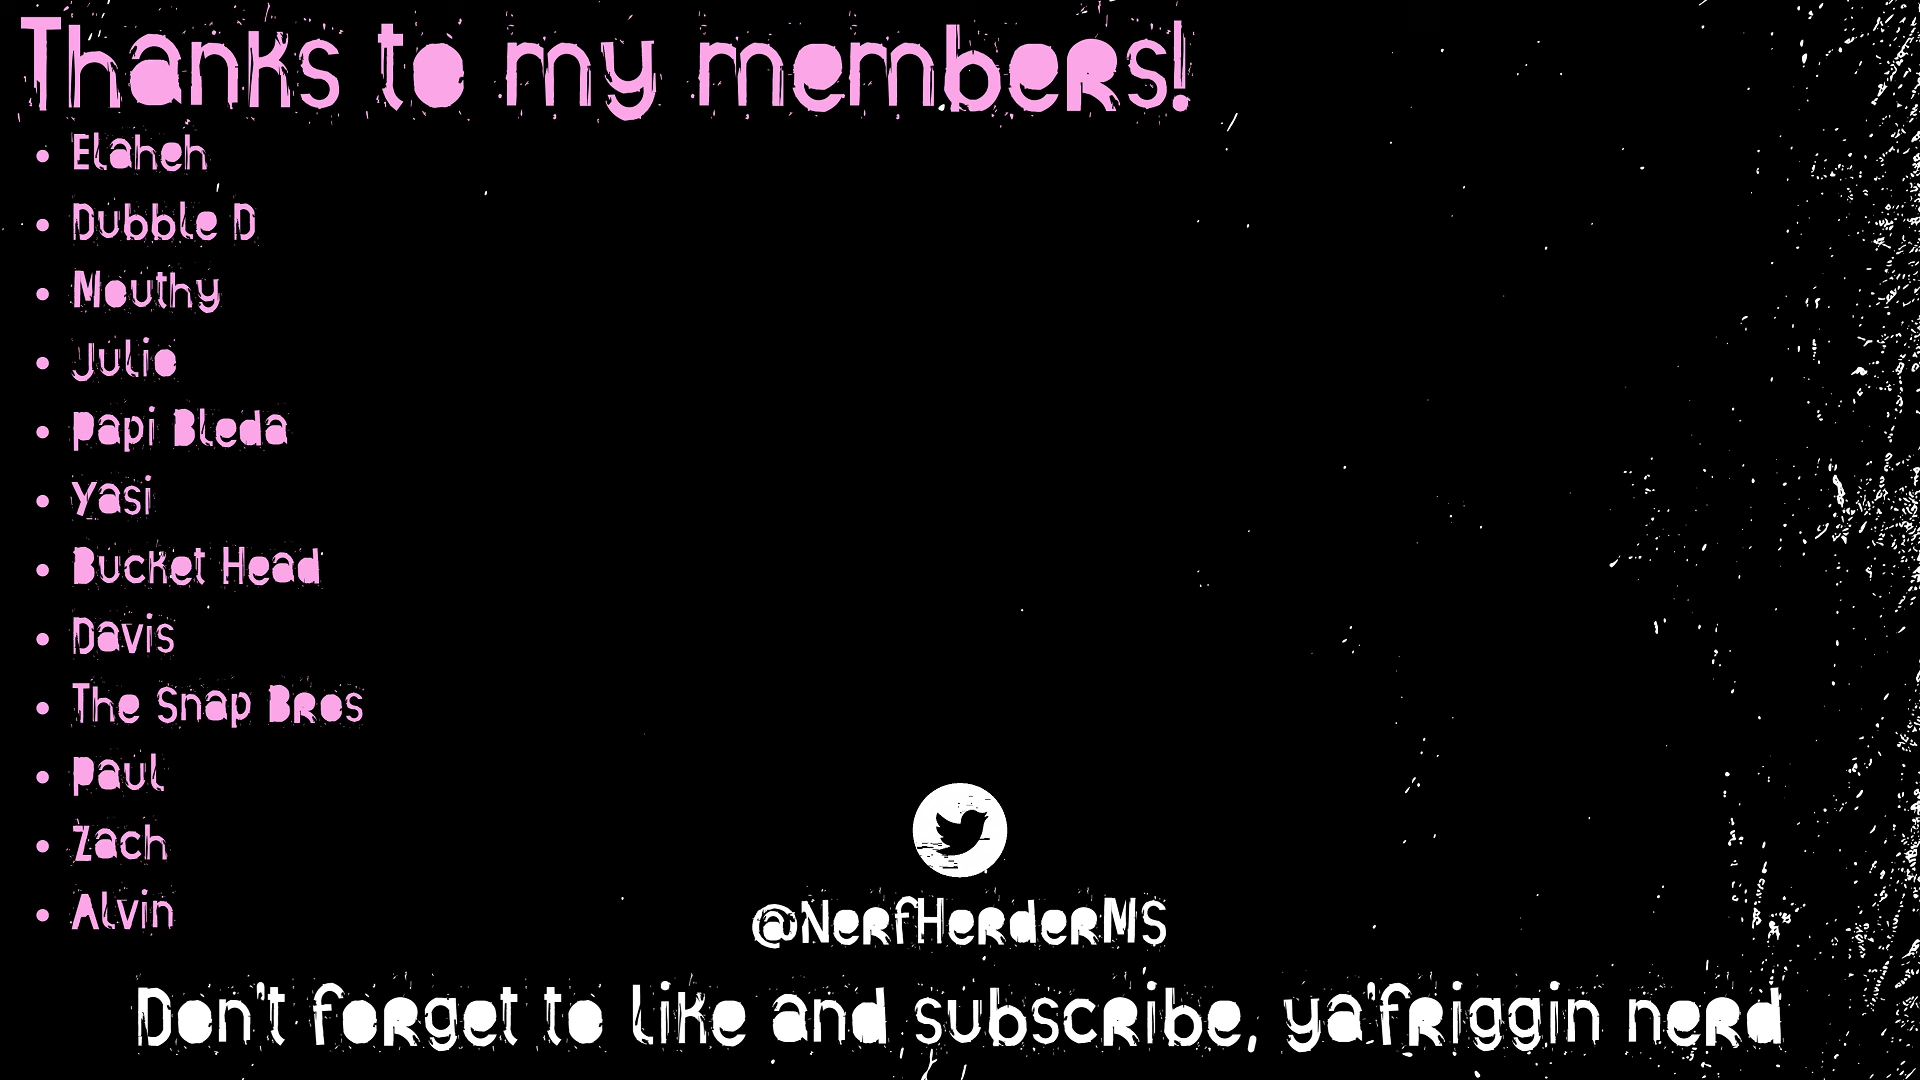 Thanks to my members!
• Elaheh
• Dubble D
• Mouthy
• Julio
• Papi Bleda
• Yasi
• Bucket Head
• Davis
• The Snap Bros
• Paul
• Zach
• Alvin
@NerfHerderMS
Don't forget to like and subscribe, ya'friggin nerd